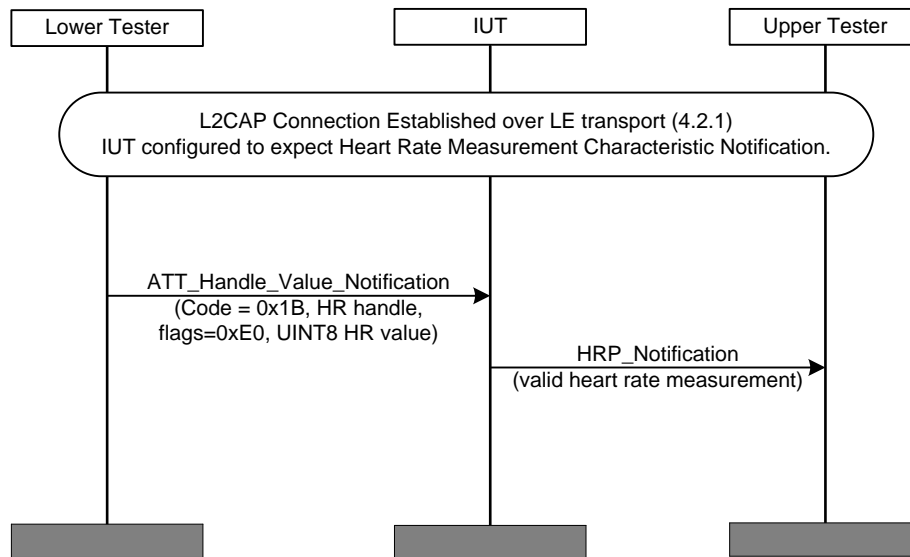 Lower Tester
IUT
Upper Tester
L2CAP Connection Established over LE transport (4.2.1)
IUT configured to expect Heart Rate Measurement Characteristic Notification.
ATT_Handle_Value_Notification
(Code = 0x1B, HR handle,
flags=0xE0, UINT8 HR value)
HRP_Notification
(valid heart rate measurement)